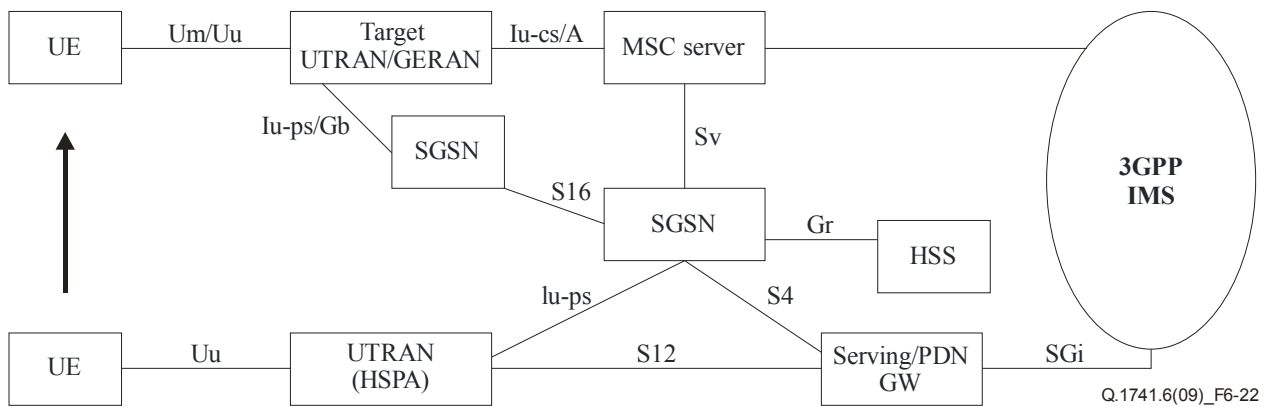 UE
Um/Uu
Target
UTRAN/GERAN
Iu-cs/A
MSC server
Iu-ps/Gb
SGSN
Sv
S16
SGSN
Gr
HSS
3GPP
IMS
lu-ps
S4
UE
Uu
UTRAN
(HSPA)
S12
Serving/PDN
GW
SGi
Q.1741.6(09)_F6-22